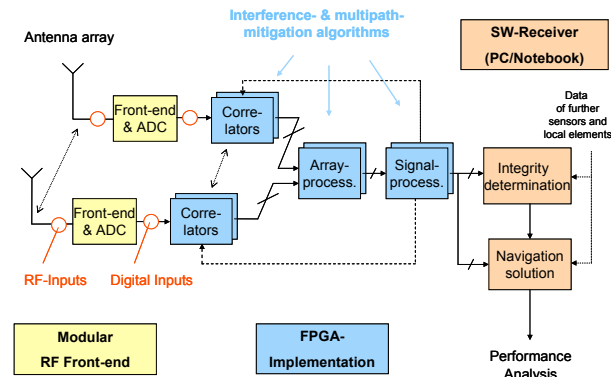 Interference- & multipath-
mitigation algorithms
SW-Receiver
(PC/Notebook)
Antenna array
Front-end
& ADC
Corre-
lators
Data
of further
sensors and
local elements
Array-
process.
Signal-
process.
Integrity
determination
Front-end
& ADC
Corre-
lators
Navigation
solution
RF-Inputs
Digital Inputs
Modular
RF Front-end
FPGA-
Implementation
Performance
Analysis